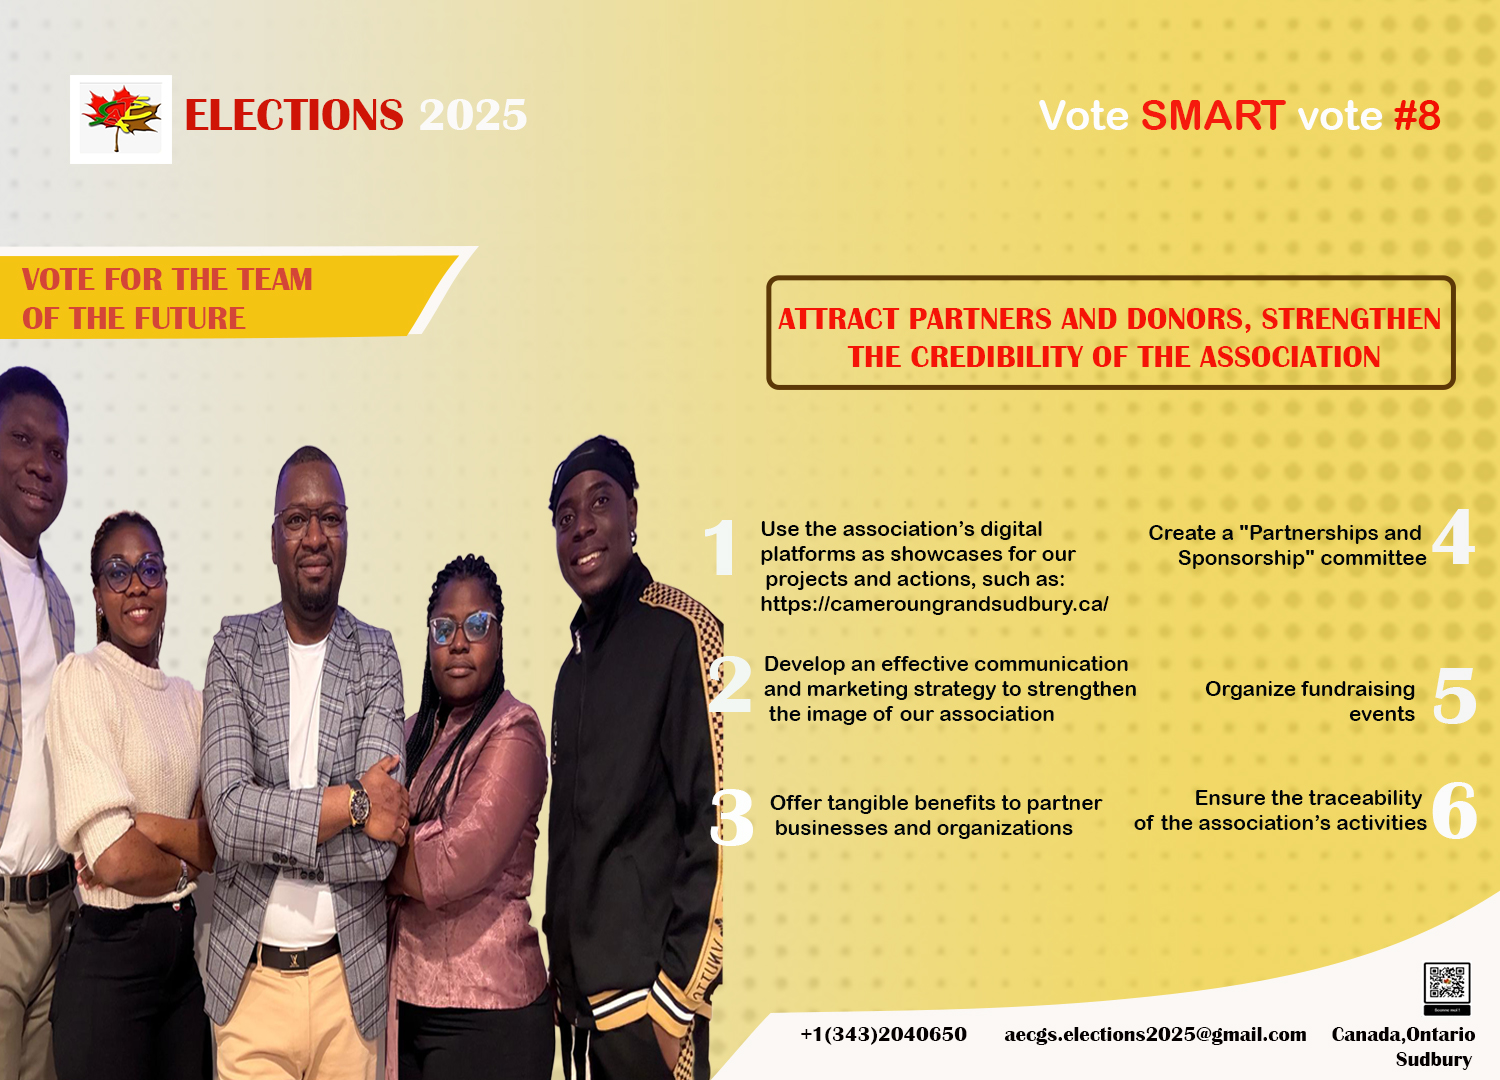 ELECTIONS 2025
Vote SMART vote #8
VOTE FOR THE TEAM
OF THE FUTURE
ATTRACT PARTNERS AND DONORS, STRENGTHEN
THE CREDIBILITY OF THE ASSOCIATION
1
Use the association’s digital
platforms as showcases for our
projects and actions, such as:
https://cameroungrandsudbury.ca/
2
Develop an effective communication
and marketing strategy to strengthen
the image of our association
3
Offer tangible benefits to partner
businesses and organizations
Create a "Partnerships and
Sponsorship" committee
4
Organize fundraising
events
5
Ensure the traceability
of the association’s activities
6
+1(343)2040650
aecgs.elections2025@gmail.com
Canada,Ontario
Sudbury